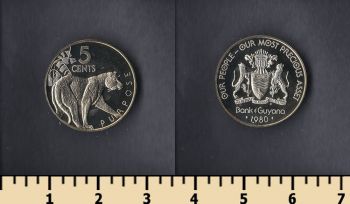 5
CENTS
PURPOSE
OUR PEOPLE - OUR MOST PRECIOUS ASSET
Bank of Guyana
• 1980 •
1 2 3 4 5 6 7